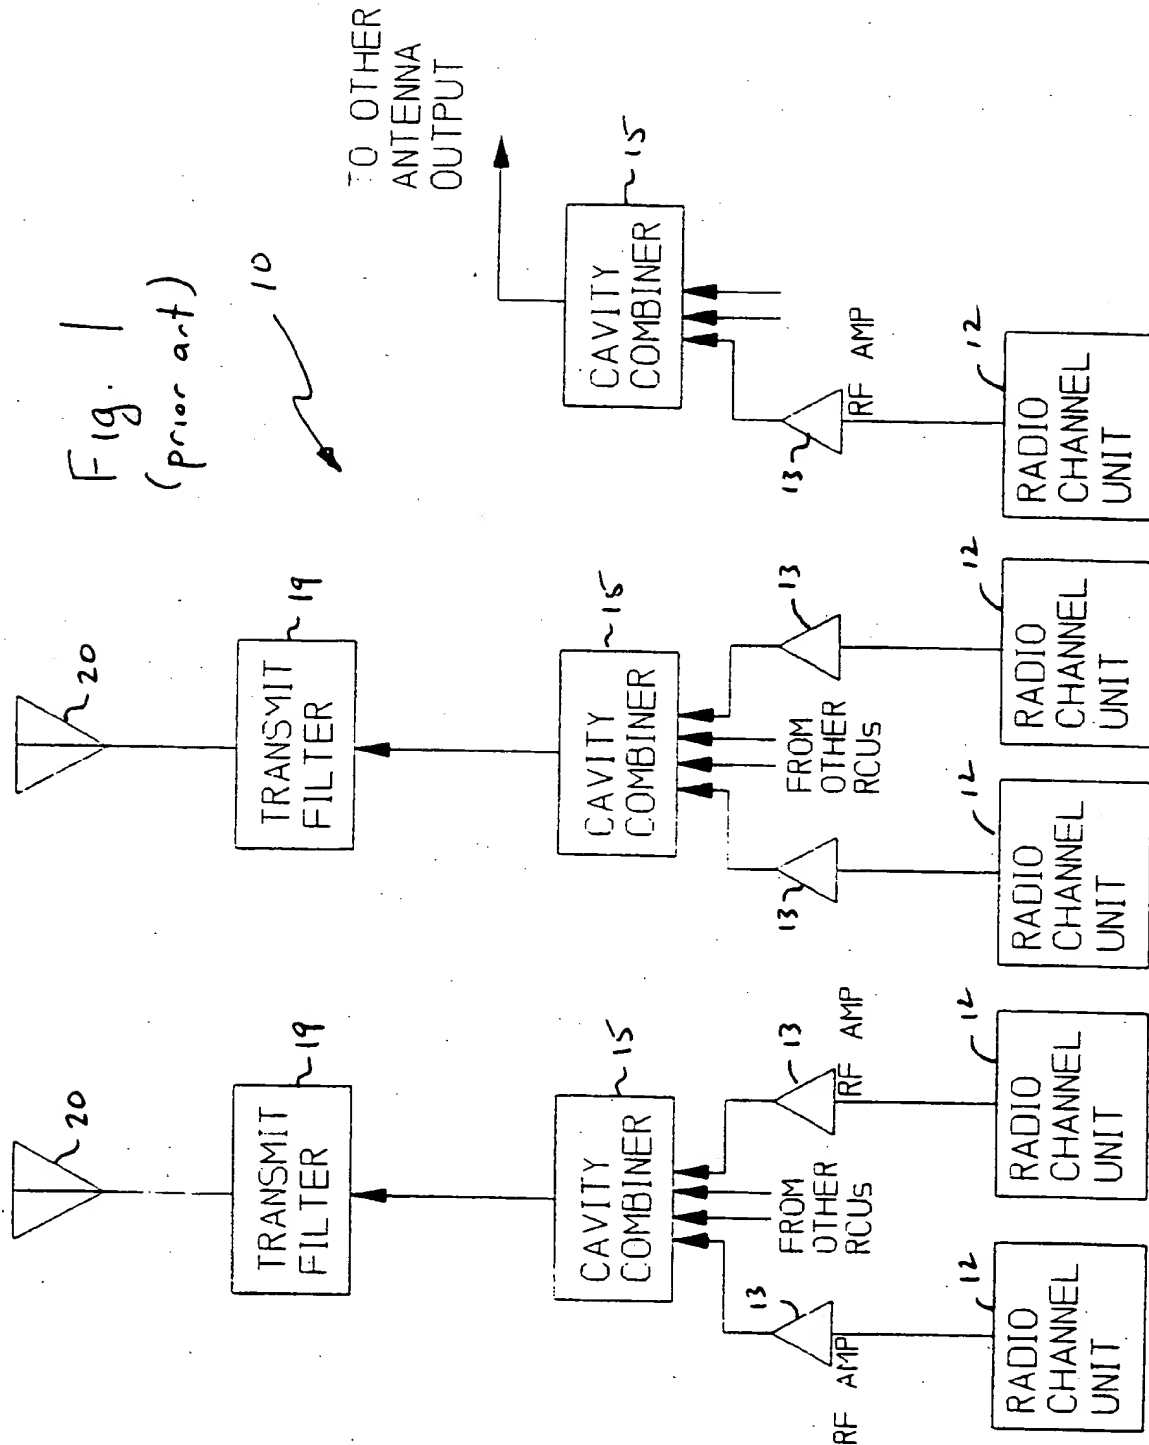 Fig. 1
(prior art)
10
TO OTHER
ANTENNA
OUTPUT
20
20
19
TRANSMIT
FILTER
19
TRANSMIT
FILTER
15
CAVITY
COMBINER
15
CAVITY
COMBINER
15
CAVITY
COMBINER
13
RF AMP
FROM
OTHER
RCUs
13
RF AMP
13
FROM
OTHER
RCUs
13
13
RF AMP
12
RADIO
CHANNEL
UNIT
12
RADIO
CHANNEL
UNIT
12
RADIO
CHANNEL
UNIT
12
RADIO
CHANNEL
UNIT
12
RADIO
CHANNEL
UNIT